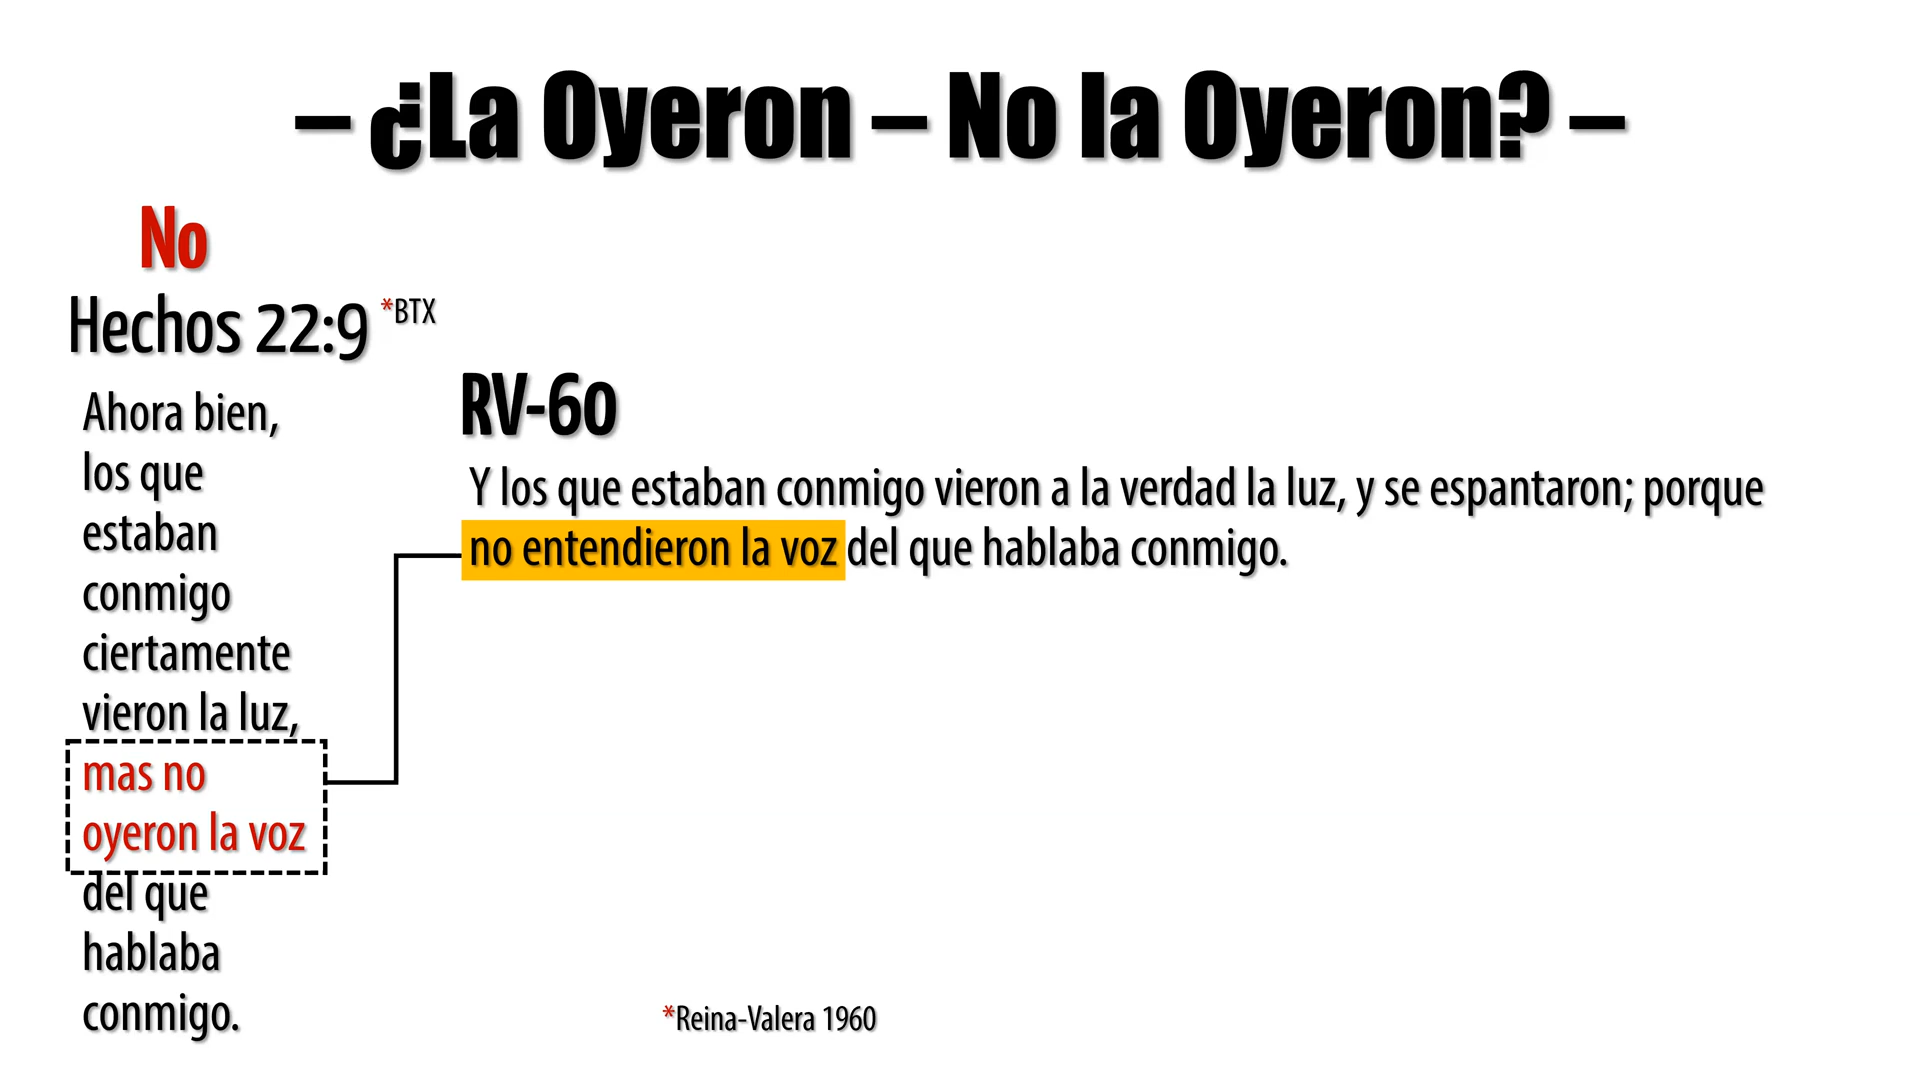 – ¿La Oyeron – No la Oyeron? –
No
Hechos 22:9 *BTX
Ahora bien,
los que
estaban
conmigo
ciertamente
vieron la luz,
mas no
oyeron la voz
del que
hablaba
conmigo.
RV-60
Y los que estaban conmigo vieron a la verdad la luz, y se espantaron; porque
no entendieron la voz del que hablaba conmigo.
*Reina-Valera 1960